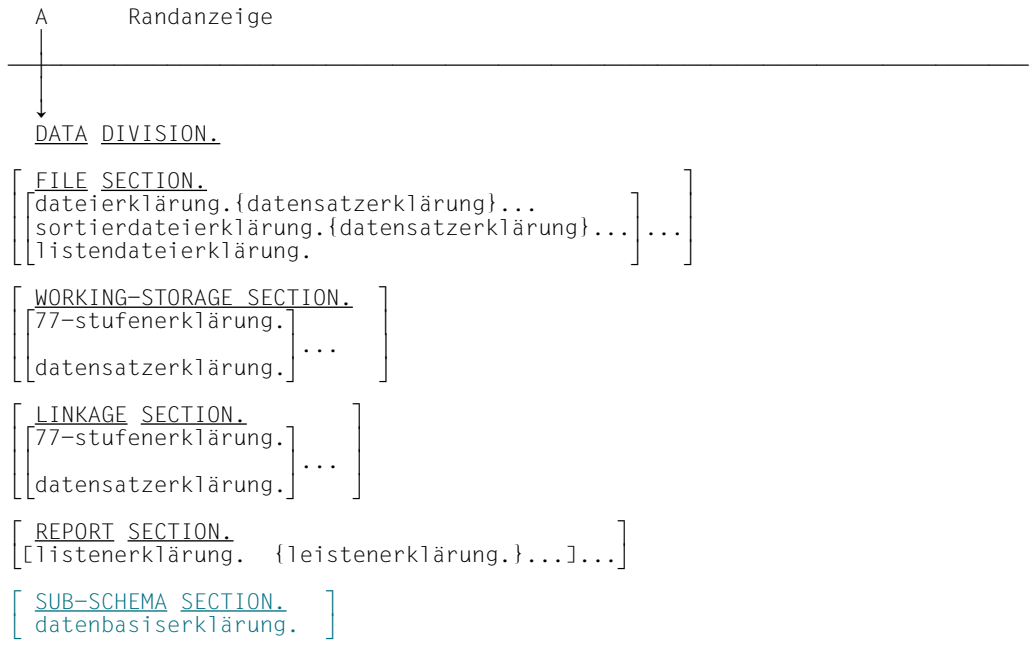 A Randanzeige
DATA DIVISION.
FILE SECTION.
dateierklärung.{datensatzerklärung}...
sortierdateierklärung.{datensatzerklärung}... ...
listendateierklärung.
WORKING-STORAGE SECTION.
77-stufenerklärung.
...
datensatzerklärung.
LINKAGE SECTION.
77-stufenerklärung.
...
datensatzerklärung.
REPORT SECTION.
[listenerklärung. {leistenerklärung.}...]...
SUB-SCHEMA SECTION.
datenbasiserklärung.